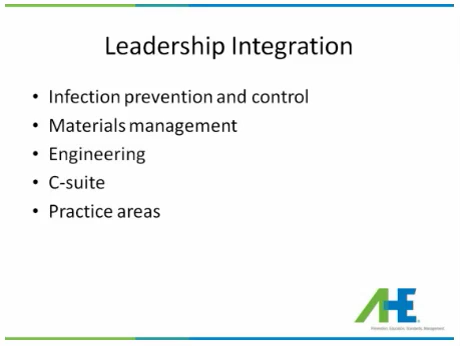 Leadership Integration
• Infection prevention and control
• Materials management
• Engineering
• C-suite
• Practice areas
AHE